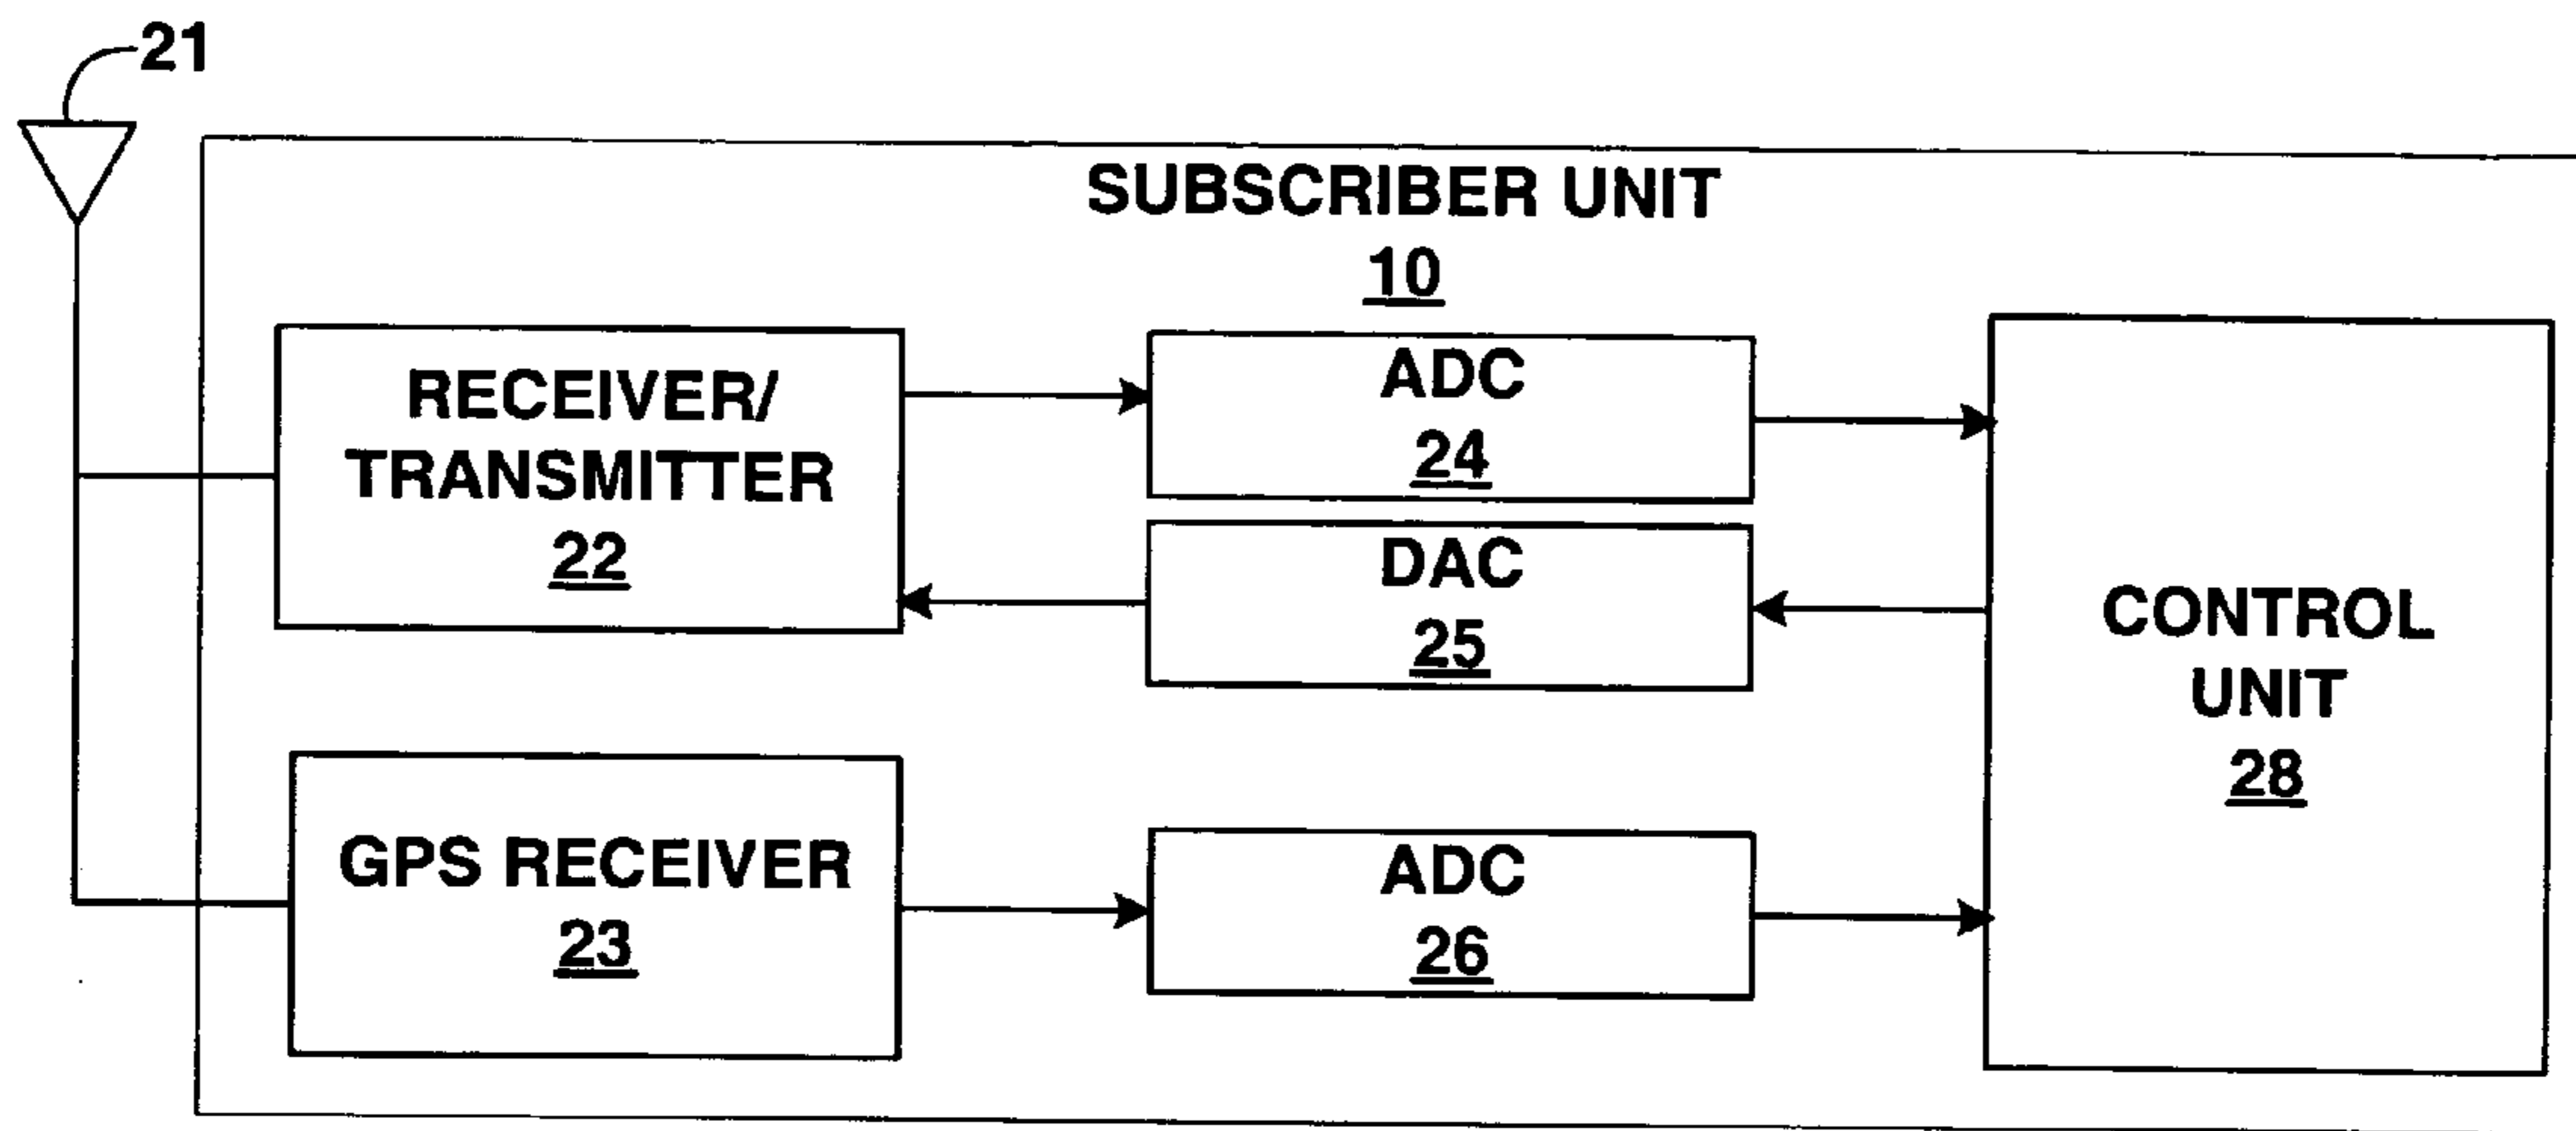 21
SUBSCRIBER UNIT
10
RECEIVER/
TRANSMITTER
22
ADC
24
DAC
25
CONTROL
UNIT
28
GPS RECEIVER
23
ADC
26